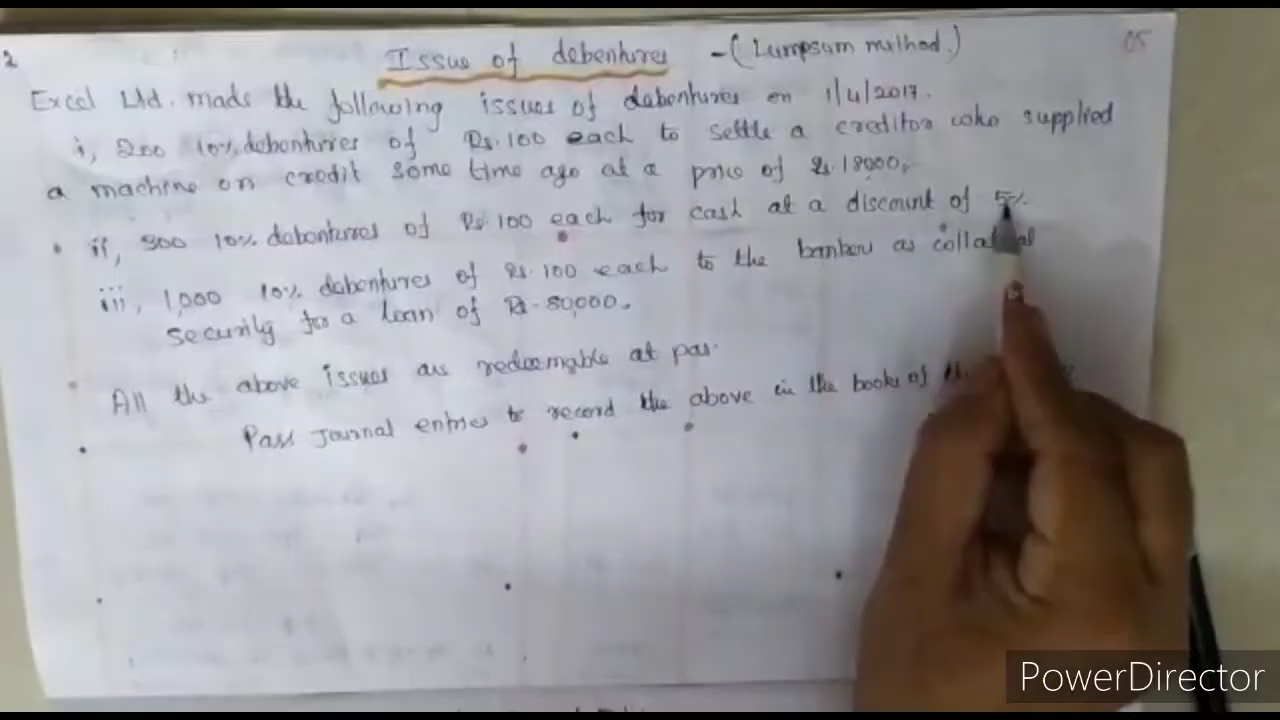 2
Issue of debentures - (Lumpsum method.)
05
Excel Ltd. made the following issues of debentures on 1/4/2017.
i, 200 10% debentures of Rs.100 each to settle a creditor who supplied
a machine on credit some time ago at a price of Rs.18000.
ii, 300 10% debentures of Rs.100 each for cash at a discount of 5%
iii, 1,000 10% debentures of Rs.100 each to the banker as
security for a loan of Rs.80,000.
All the above issues are redeemable at par.
Pass Journal entries to record the above in the books of
PowerDirector